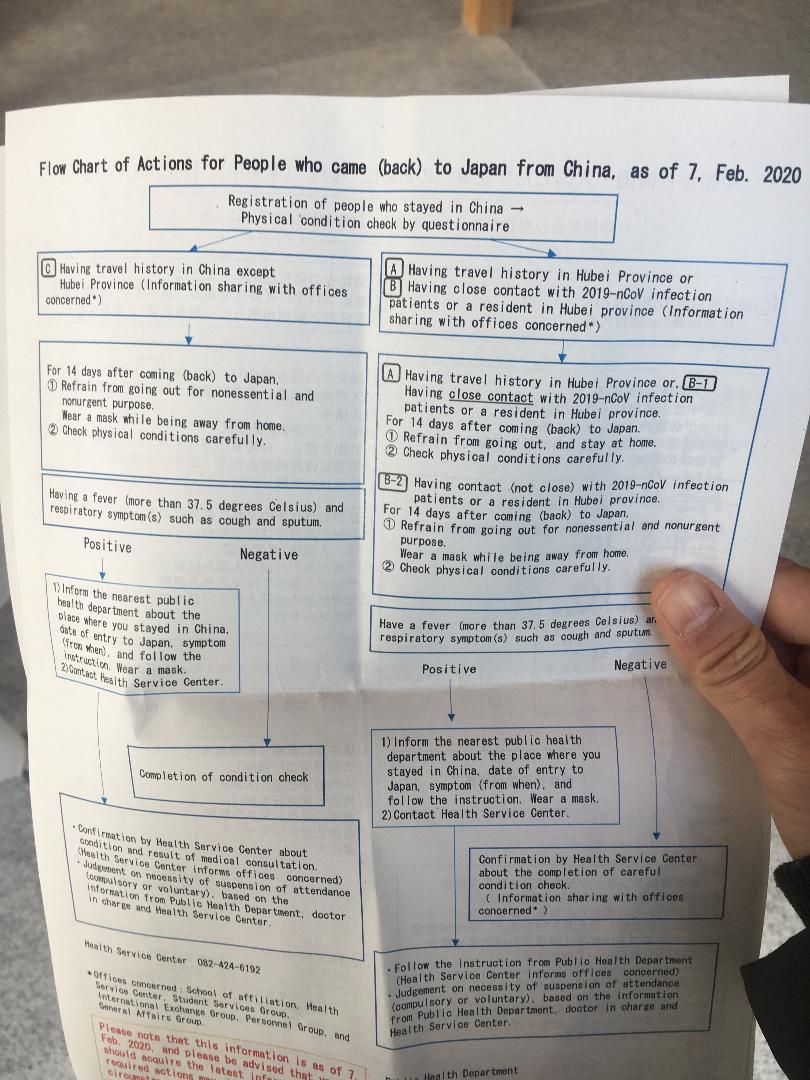 Flow Chart of Actions for People who came (back) to Japan from China, as of 7, Feb. 2020
Registration of people who stayed in China →
Physical condition check by questionnaire
C Having travel history in China except
Hubei Province (Information sharing with offices
concerned*)
A Having travel history in Hubei Province or
B Having close contact with 2019-nCoV infection
patients or a resident in Hubei province (Information
sharing with offices concerned*)
For 14 days after coming (back) to Japan,
① Refrain from going out for nonessential and
nonurgent purpose.
Wear a mask while being away from home.
② Check physical conditions carefully.
A Having travel history in Hubei Province or, B-1
Having close contact with 2019-nCoV infection
patients or a resident in Hubei province.
For 14 days after coming (back) to Japan.
① Refrain from going out, and stay at home.
② Check physical conditions carefully.
B-2 Having contact (not close) with 2019-nCoV infection
patients or a resident in Hubei province.
For 14 days after coming (back) to Japan.
① Refrain from going out for nonessential and nonurgent
purpose.
Wear a mask while being away from home.
② Check physical conditions carefully.
Having a fever (more than 37.5 degrees Celsius) and
respiratory symptom(s) such as cough and sputum.
Positive
Negative
1) Inform the nearest public
health department about the
place where you stayed in China,
date of entry to Japan, symptom
(from when), and follow the
instruction. Wear a mask.
2) Contact Health Service Center.
Completion of condition check
・Confirmation by Health Service Center about
condition and result of medical consultation.
(Health Service Center informs offices concerned)
・Judgement on necessity of suspension of attendance
(compulsory or voluntary), based on the
information from Public Health Department, doctor
in charge and Health Service Center.
Have a fever (more than 37.5 degrees Celsius)
respiratory symptom(s) such as cough and sputum.
Positive
Negative
1) Inform the nearest public health
department about the place where you
stayed in China, date of entry to
Japan, symptom (from when), and
follow the instruction. Wear a mask.
2) Contact Health Service Center.
Confirmation by Health Service Center
about the completion of careful
condition check.
( Information sharing with offices
concerned* )
・Follow the instruction from Public Health Department
(Health Service Center informs offices concerned)
・Judgement on necessity of suspension of attendance
(compulsory or voluntary), based on the information
from Public Health Department, doctor in charge and
Health Service Center.
Health Service Center 082-424-6192
*Offices concerned : School of affiliation, Health
Service Center, Student Services Group,
International Exchange Group, Personnel Group, and
General Affairs Group.
Please note that this information is as of 7,
Feb. 2020, and please be advised that
should acquire the latest
required actions
Health Department